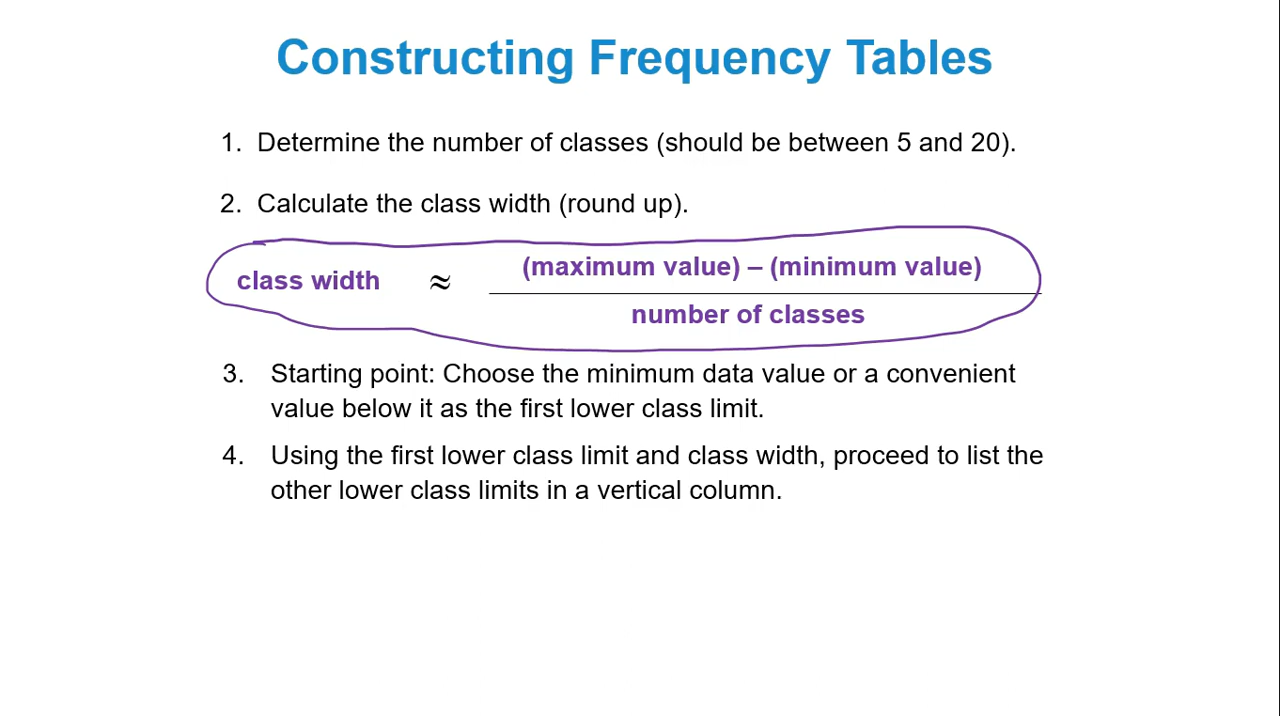 Constructing Frequency Tables
1. Determine the number of classes (should be between 5 and 20).
2. Calculate the class width (round up).
class width ≈ (maximum value) – (minimum value)
number of classes
3. Starting point: Choose the minimum data value or a convenient
value below it as the first lower class limit.
4. Using the first lower class limit and class width, proceed to list the
other lower class limits in a vertical column.